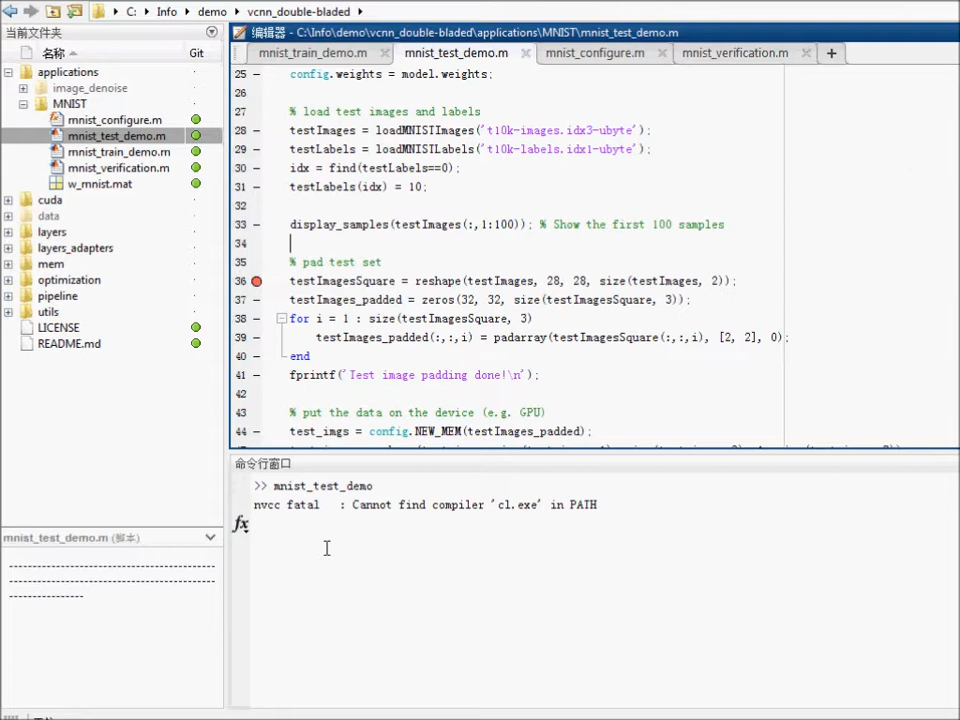 C: Info demo vcnn_double-bladed
当前文件夹
名称 Git
applications
image_denoise
MNIST
mnist_configure.m
mnist_test_demo.m
mnist_train_demo.m
mnist_verification.m
w_mnist.mat
cuda
data
layers
layers_adapters
mem
optimization
pipeline
utils
LICENSE
README.md
mnist_test_demo.m (脚本)
编辑器 - C:\Info\demo\vcnn_double-bladed\applications\MNIST\mnist_test_demo.m
mnist_train_demo.m mnist_test_demo.m mnist_configure.m mnist_verification.m
25 – config.weights = model.weights;
26
27 % load test images and labels
28 – testImages = loadMNISTImages('t10k-images.idx3-ubyte');
29 – testLabels = loadMNISTLabels('t10k-labels.idx1-ubyte');
30 – idx = find(testLabels==0);
31 – testLabels(idx) = 10;
32
33 – display_samples(testImages(:,1:100)); % Show the first 100 samples
34
35 % pad test set
36 – testImagesSquare = reshape(testImages, 28, 28, size(testImages, 2));
37 – testImages_padded = zeros(32, 32, size(testImagesSquare, 3));
38 – for i = 1 : size(testImagesSquare, 3)
39 – testImages_padded(:,:,i) = padarray(testImagesSquare(:,:,i), [2, 2], 0);
40 – end
41 – fprintf('Test image padding done!\n');
42
43 % put the data on the device (e.g. GPU)
44 – test_imgs = config.NEW_MEM(testImages_padded);
命令行窗口
>> mnist_test_demo
nvcc fatal : Cannot find compiler 'cl.exe' in PATH
fx